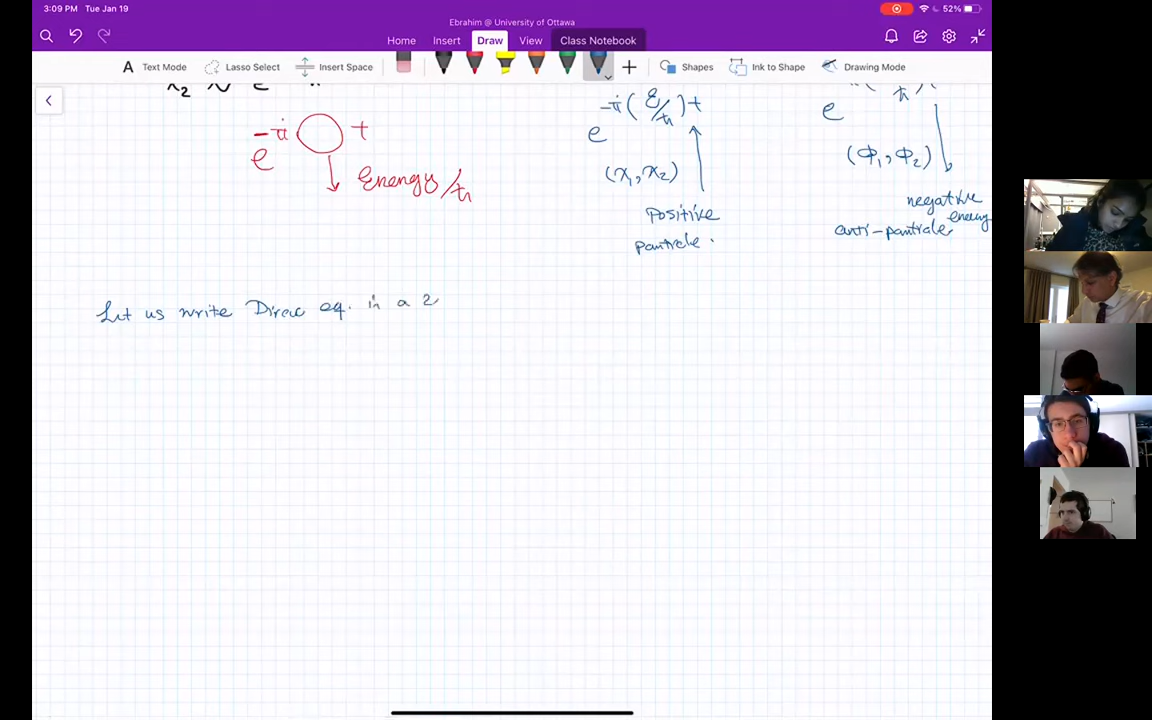 3:09 PM Tue Jan 19
52%
Ebrahim @ University of Ottawa
Home Insert Draw View Class Notebook
A Text Mode Lasso Select Insert Space Shapes Ink to Shape Drawing Mode
e^{-i(ℰ/ħ)t}
(χ₁, χ₂)
positive
particle.
e
(Φ₁, Φ₂)
negative
energy
anti-particle
e^{-i◯t}
Energy/ħ
Let us write Dirac eq. in a 2